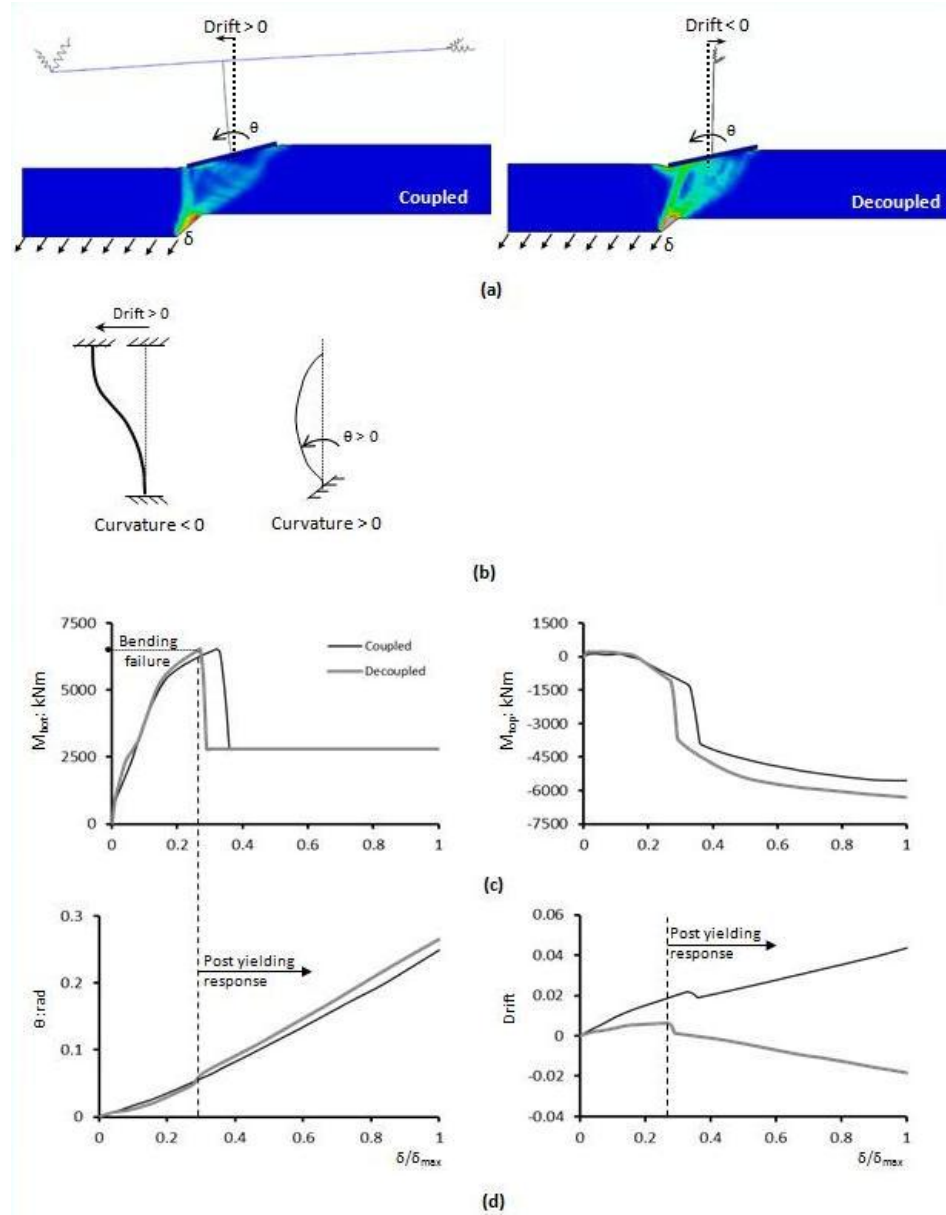 Drift > 0
Drift < 0
θ
θ
Coupled
Decoupled
δ
δ
(a)
Drift > 0
θ > 0
Curvature < 0
Curvature > 0
(b)
7500
5000
2500
0
Bending
failure
Coupled
Decoupled
M_bot: kNm
0 0.2 0.4 0.6 0.8 1
1500
0
-1500
-3000
-4500
-6000
-7500
M_top: kNm
0 0.2 0.4 0.6 0.8 1
(c)
0.3
0.2
0.1
0
θ:rad
Post yielding
response
0 0.2 0.4 0.6 0.8 1
δ/δmax
0.06
0.04
0.02
0
-0.02
-0.04
Drift
Post yielding
response
0 0.2 0.4 0.6 0.8 1
δ/δmax
(d)